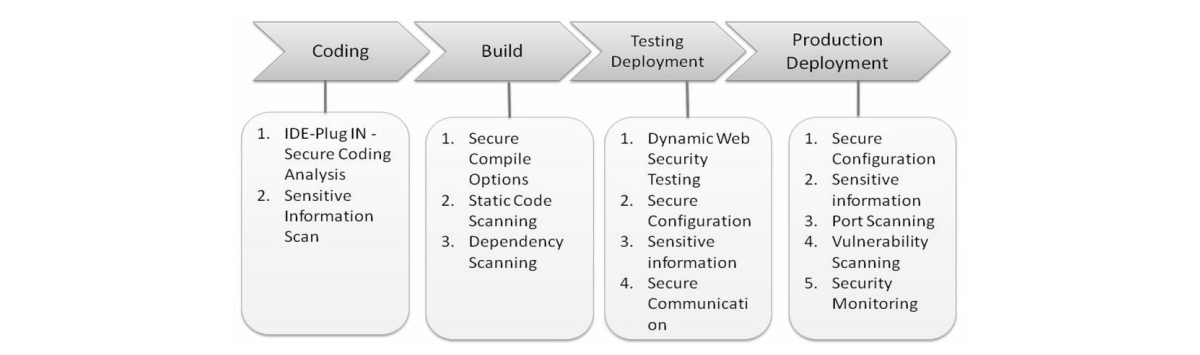 Coding
Build
Testing
Deployment
Production
Deployment
1. IDE-Plug IN -
Secure Coding
Analysis
2. Sensitive
Information
Scan
1. Secure
Compile
Options
2. Static Code
Scanning
3. Dependency
Scanning
1. Dynamic Web
Security
Testing
2. Secure
Configuration
3. Sensitive
information
4. Secure
Communicati
on
1. Secure
Configuration
2. Sensitive
information
3. Port Scanning
4. Vulnerability
Scanning
5. Security
Monitoring